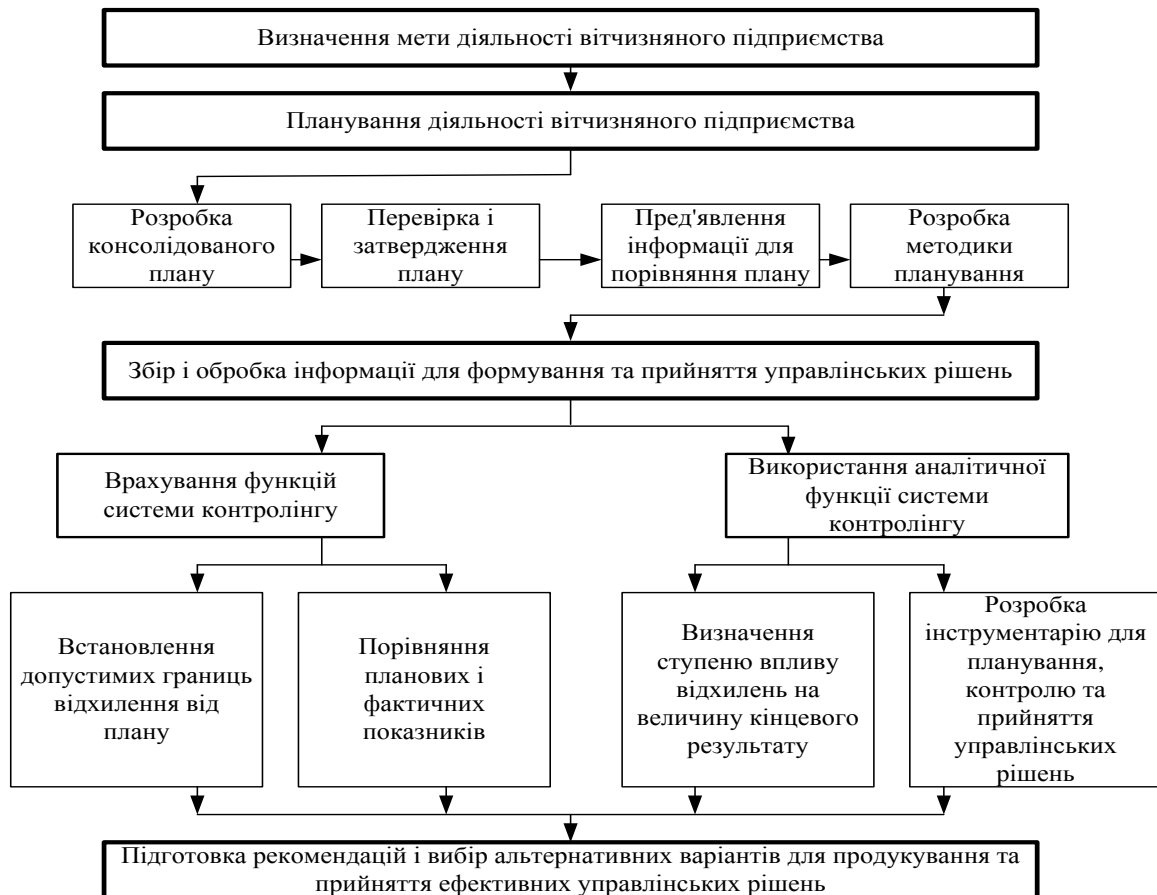 Визначення мети діяльності вітчизняного підприємства
Планування діяльності вітчизняного підприємства
Розробка
консолідованого
плану
Перевірка і
затвердження
плану
Пред'явлення
інформації для
порівняння плану
Розробка
методики
планування
Збір і обробка інформації для формування та прийняття управлінських рішень
Врахування функцій
системи контролінгу
Використання аналітичної
функції системи
контролінгу
Встановлення
допустимих границь
відхилення від
плану
Порівняння
планових і
фактичних
показників
Визначення
ступеню впливу
відхилень на
величину кінцевого
результату
Розробка
інструментарію для
планування,
контролю та
прийняття
управлінських
рішень
Підготовка рекомендацій і вибір альтернативних варіантів для продукування та
прийняття ефективних управлінських рішень